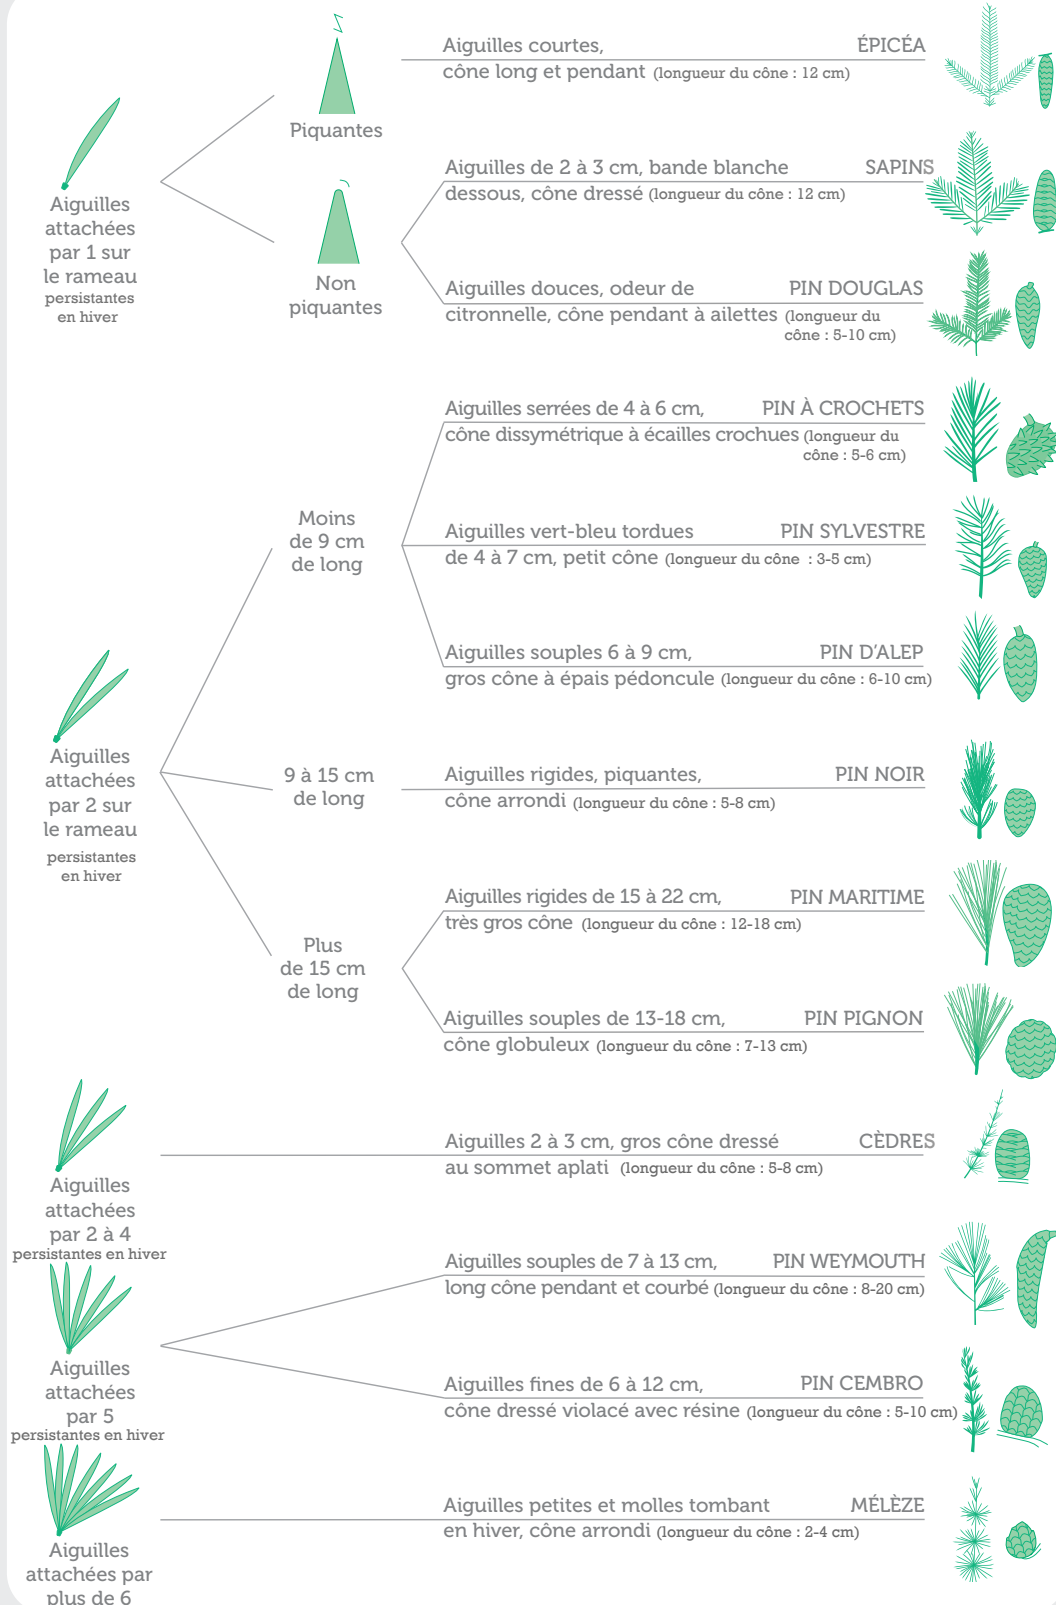 Aiguilles
attachées
par 1 sur
le rameau
persistantes
en hiver
Piquantes
Aiguilles courtes, ÉPICÉA
cône long et pendant (longueur du cône : 12 cm)
Non
piquantes
Aiguilles de 2 à 3 cm, bande blanche SAPINS
dessous, cône dressé (longueur du cône : 12 cm)
Aiguilles douces, odeur de PIN DOUGLAS
citronnelle, cône pendant à ailettes (longueur du
cône : 5-10 cm)
Aiguilles
attachées
par 2 sur
le rameau
persistantes
en hiver
Moins
de 9 cm
de long
Aiguilles serrées de 4 à 6 cm, PIN À CROCHETS
cône dissymétrique à écailles crochues (longueur du
cône : 5-6 cm)
Aiguilles vert-bleu tordues PIN SYLVESTRE
de 4 à 7 cm, petit cône (longueur du cône : 3-5 cm)
Aiguilles souples 6 à 9 cm, PIN D'ALEP
gros cône à épais pédoncule (longueur du cône : 6-10 cm)
9 à 15 cm
de long
Aiguilles rigides, piquantes, PIN NOIR
cône arrondi (longueur du cône : 5-8 cm)
Plus
de 15 cm
de long
Aiguilles rigides de 15 à 22 cm, PIN MARITIME
très gros cône (longueur du cône : 12-18 cm)
Aiguilles souples de 13-18 cm, PIN PIGNON
cône globuleux (longueur du cône : 7-13 cm)
Aiguilles
attachées
par 2 à 4
persistantes en hiver
Aiguilles 2 à 3 cm, gros cône dressé CÈDRES
au sommet aplati (longueur du cône : 5-8 cm)
Aiguilles
attachées
par 5
persistantes en hiver
Aiguilles souples de 7 à 13 cm, PIN WEYMOUTH
long cône pendant et courbé (longueur du cône : 8-20 cm)
Aiguilles fines de 6 à 12 cm, PIN CEMBRO
cône dressé violacé avec résine (longueur du cône : 5-10 cm)
Aiguilles
attachées par
plus de 6
Aiguilles petites et molles tombant MÉLÈZE
en hiver, cône arrondi (longueur du cône : 2-4 cm)